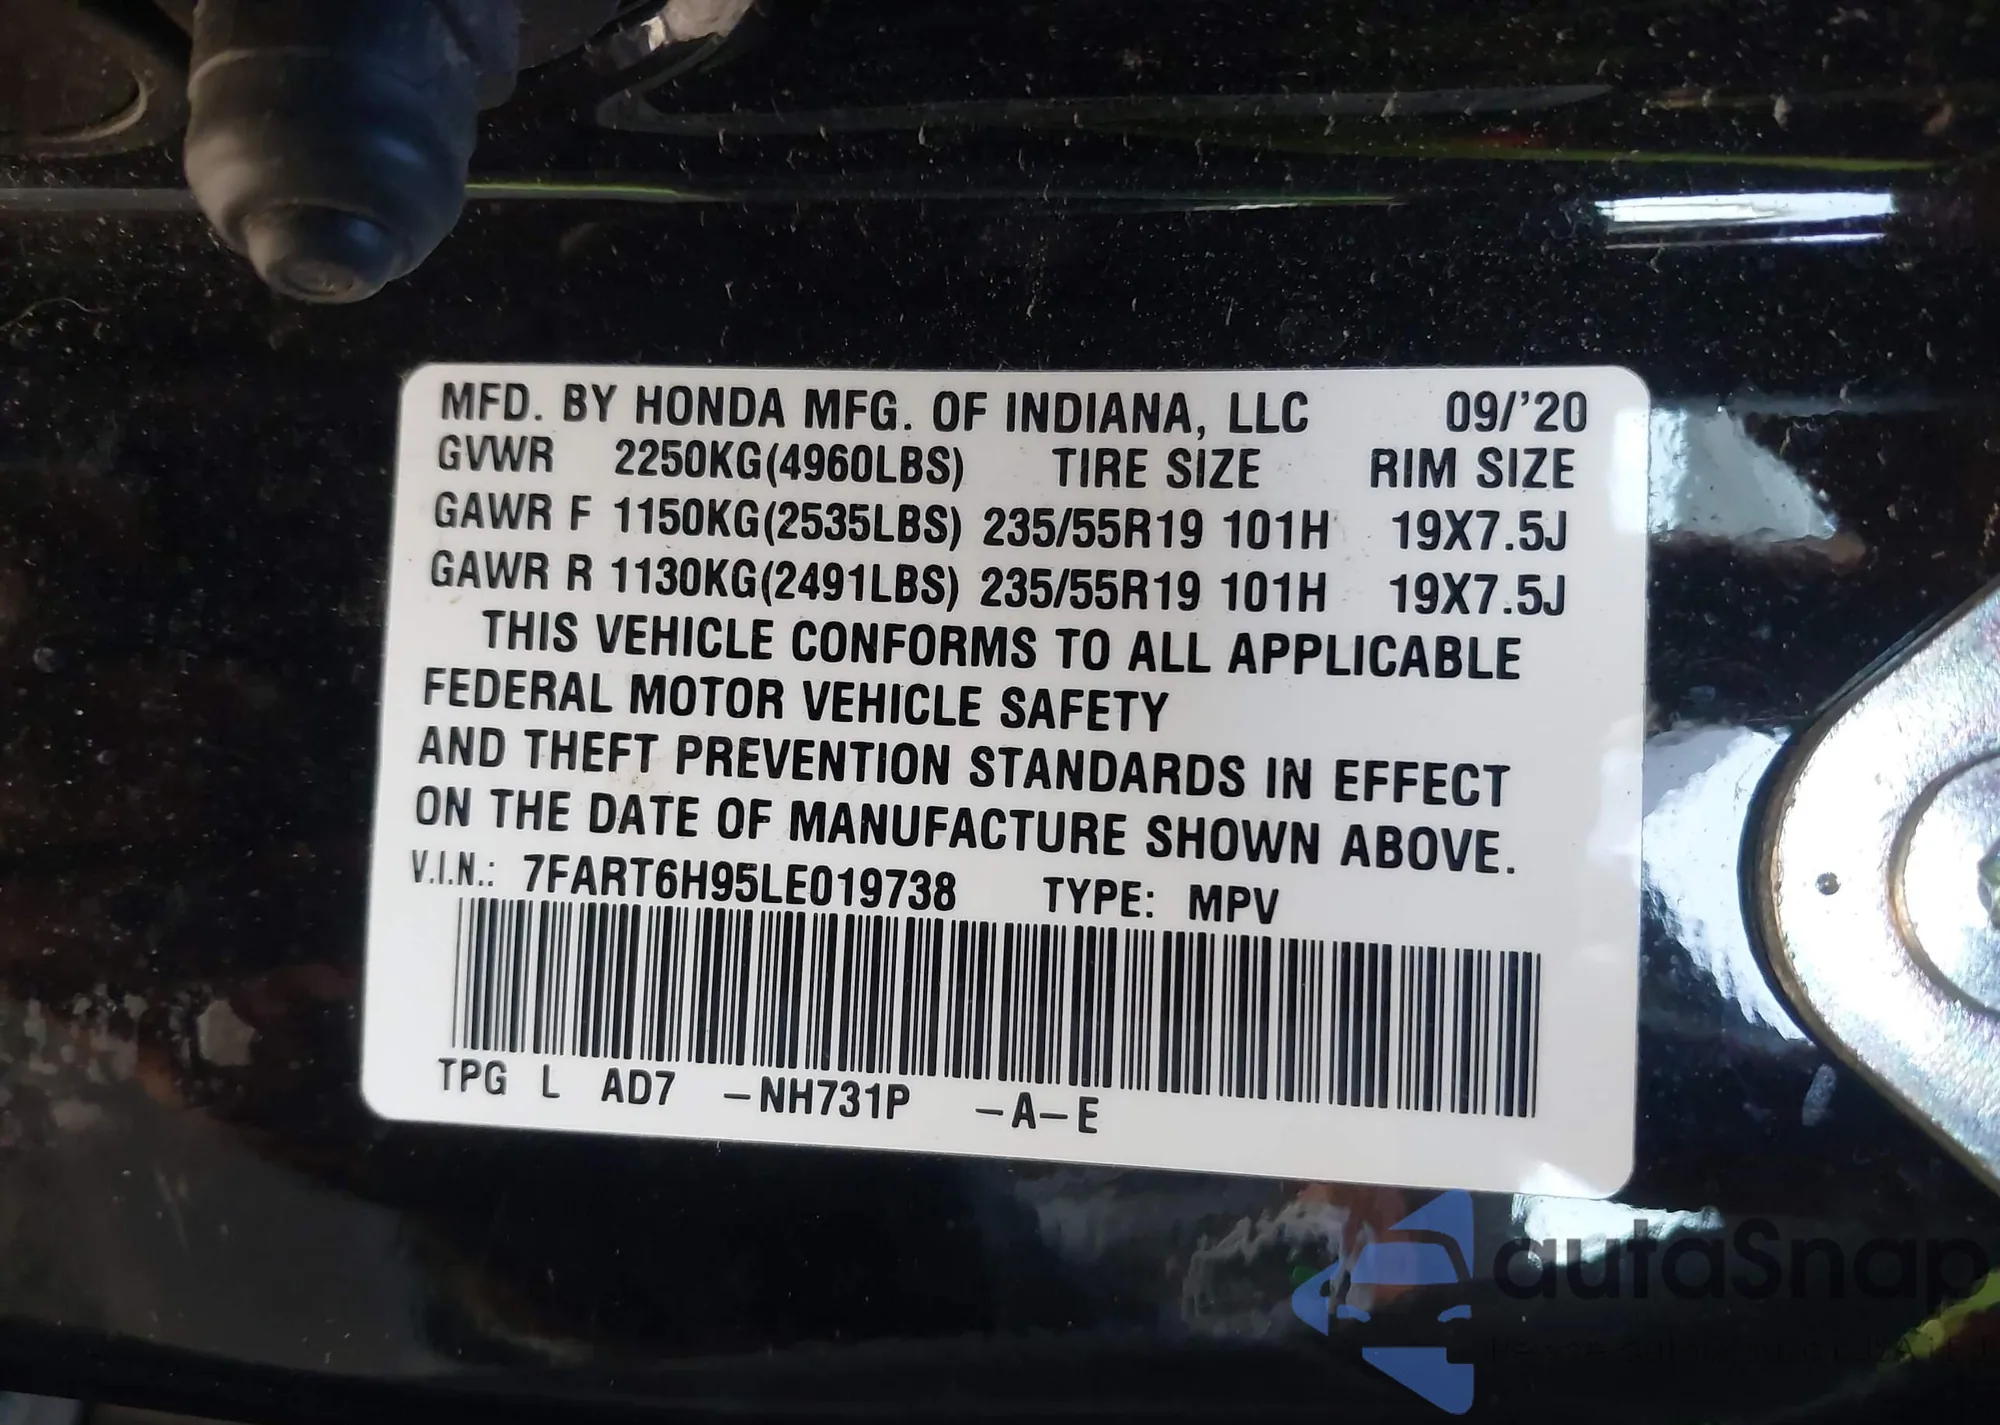 MFD. BY HONDA MFG. OF INDIANA, LLC 09/'20
GVWR 2250KG(4960LBS) TIRE SIZE RIM SIZE
GAWR F 1150KG(2535LBS) 235/55R19 101H 19X7.5J
GAWR R 1130KG(2491LBS) 235/55R19 101H 19X7.5J
THIS VEHICLE CONFORMS TO ALL APPLICABLE
FEDERAL MOTOR VEHICLE SAFETY
AND THEFT PREVENTION STANDARDS IN EFFECT
ON THE DATE OF MANUFACTURE SHOWN ABOVE.
V.I.N.: 7FART6H95LE019738 TYPE: MPV
TPG L AD7 -NH731P -A-E
autaSnap